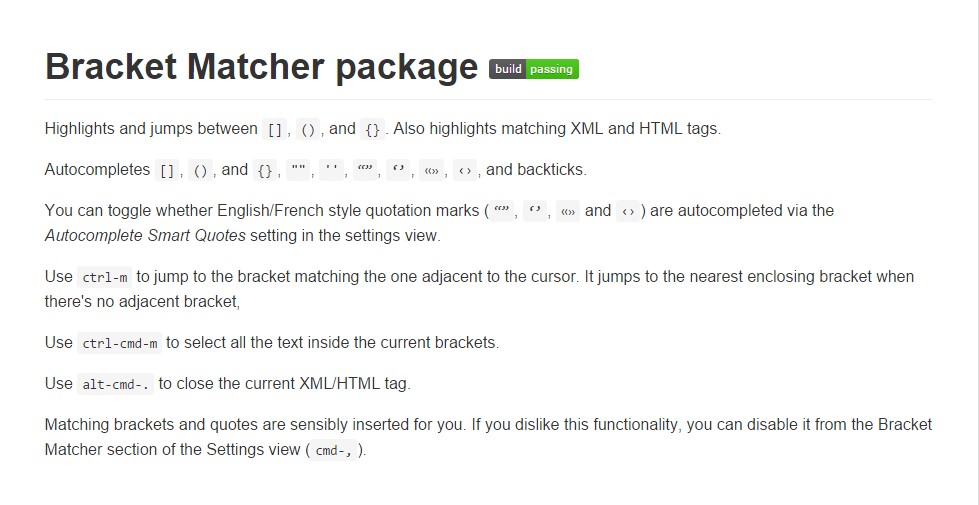 Bracket Matcher package build passing
Highlights and jumps between [], (), and {}. Also highlights matching XML and HTML tags.
Autocompletes [], (), and {}, "", '', “”, ‘’, «», ‹›, and backticks.
You can toggle whether English/French style quotation marks (“”, ‘’, «» and ‹›) are autocompleted via the
Autocomplete Smart Quotes setting in the settings view.
Use ctrl-m to jump to the bracket matching the one adjacent to the cursor. It jumps to the nearest enclosing bracket when
there's no adjacent bracket,
Use ctrl-cmd-m to select all the text inside the current brackets.
Use alt-cmd-. to close the current XML/HTML tag.
Matching brackets and quotes are sensibly inserted for you. If you dislike this functionality, you can disable it from the Bracket
Matcher section of the Settings view (cmd-,).